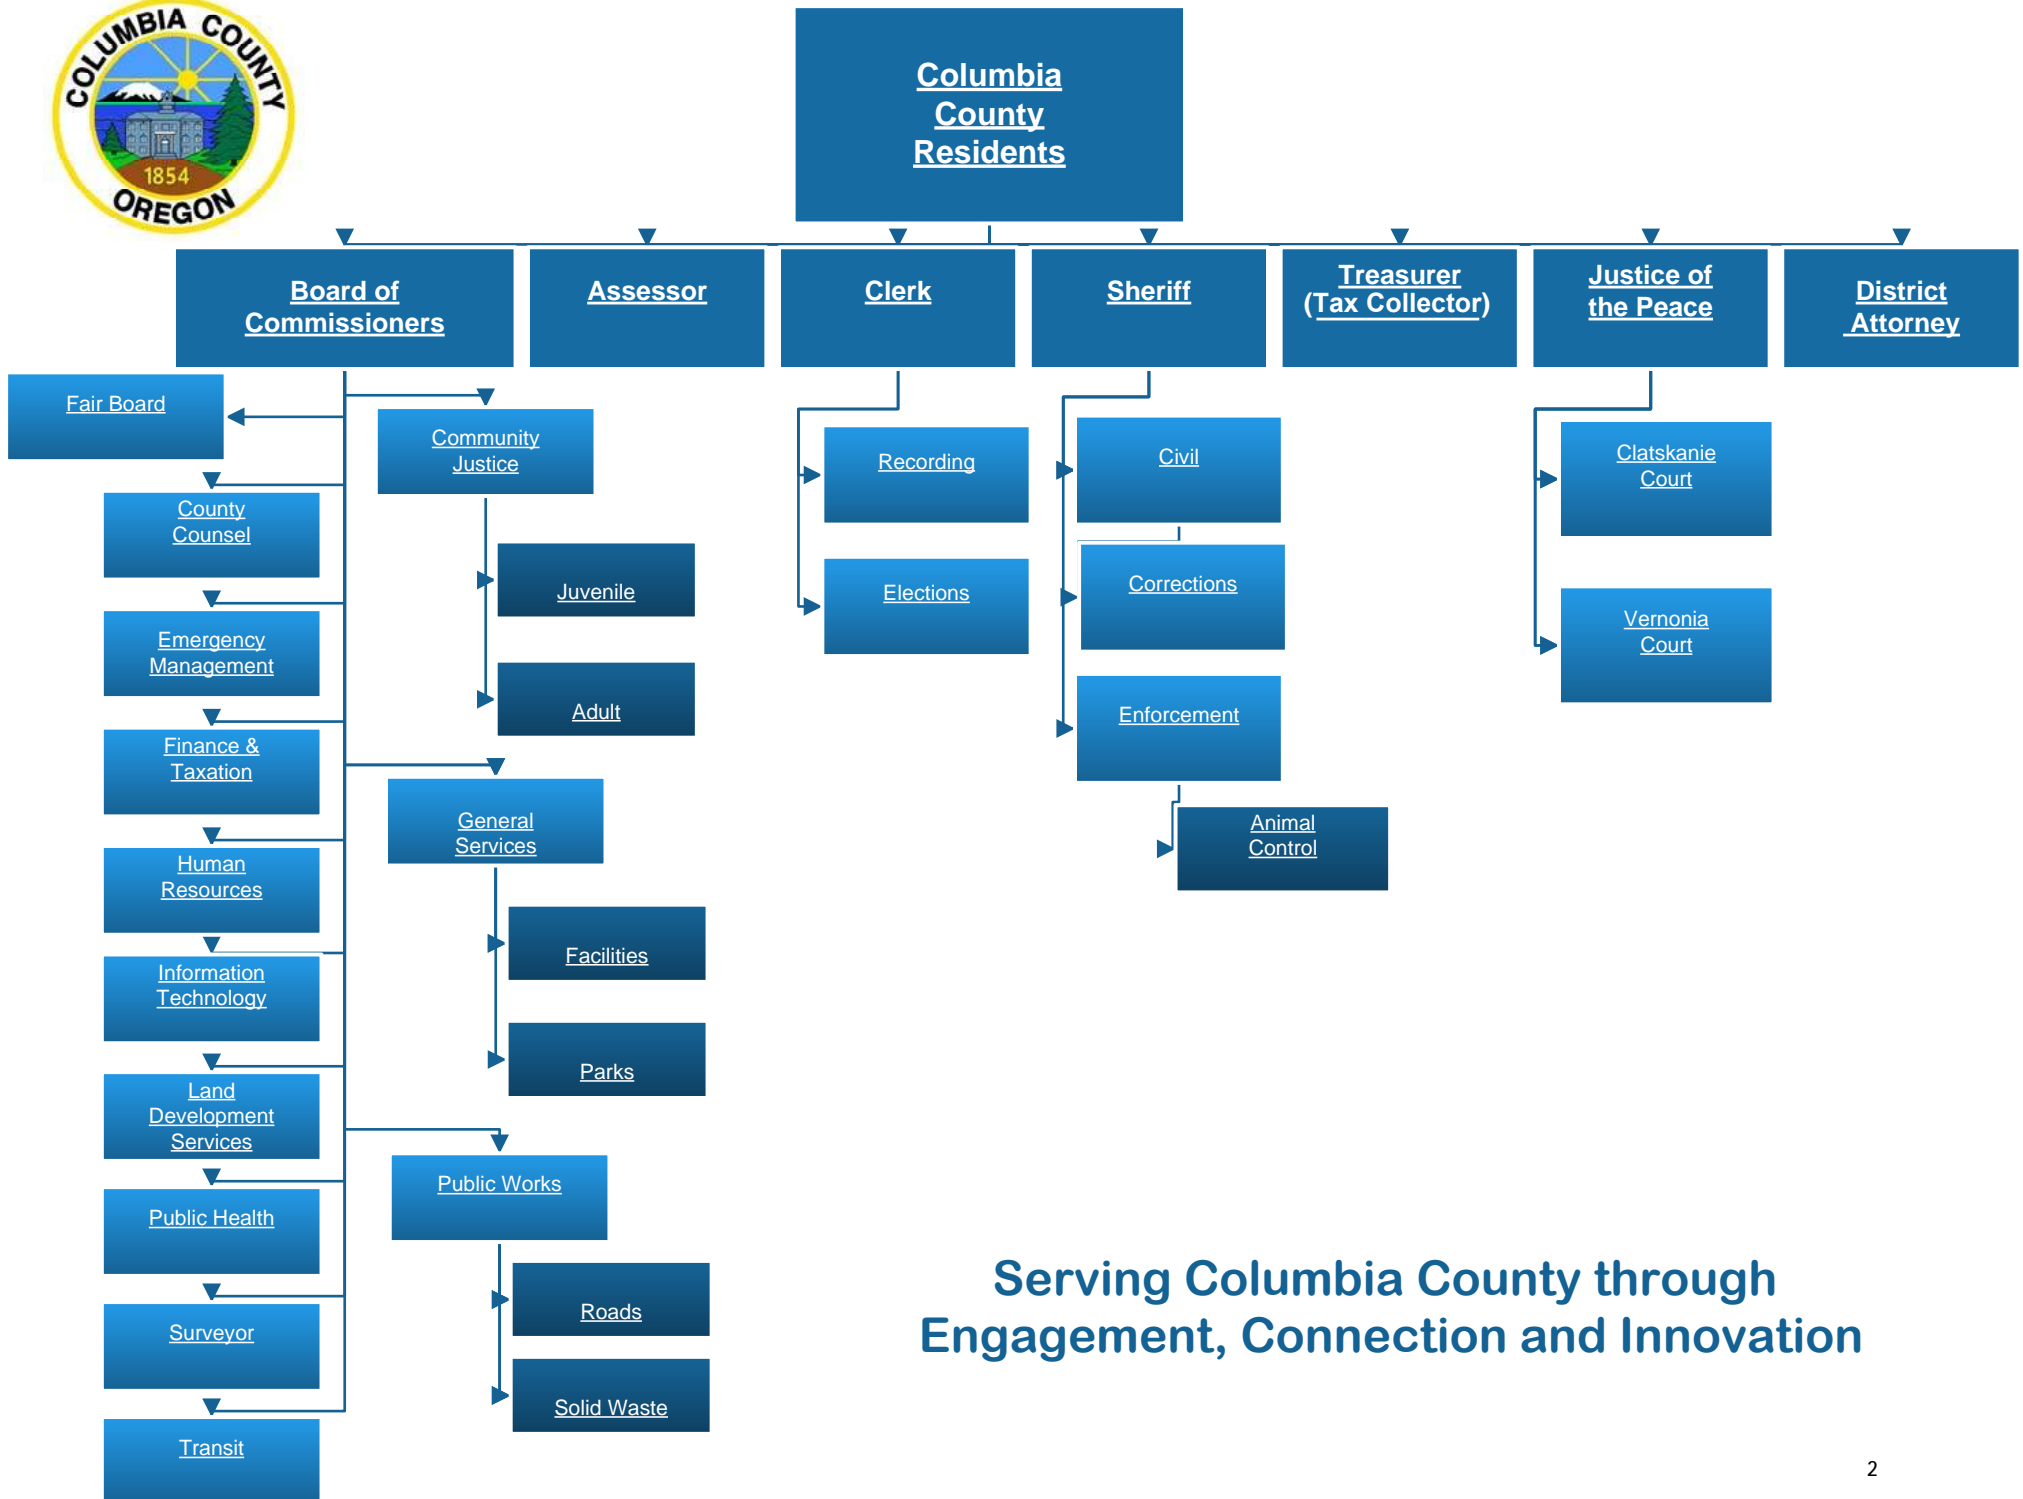 COLUMBIA COUNTY
1854
OREGON
Columbia
County
Residents
Board of
Commissioners
Assessor
Clerk
Sheriff
Treasurer
(Tax Collector)
Justice of
the Peace
District
Attorney
Fair Board
County
Counsel
Emergency
Management
Finance &
Taxation
Human
Resources
Information
Technology
Land
Development
Services
Public Health
Surveyor
Transit
Community
Justice
Juvenile
Adult
General
Services
Facilities
Parks
Public Works
Roads
Solid Waste
Recording
Elections
Civil
Corrections
Enforcement
Animal
Control
Clatskanie
Court
Vernonia
Court
Serving Columbia County through
Engagement, Connection and Innovation
2